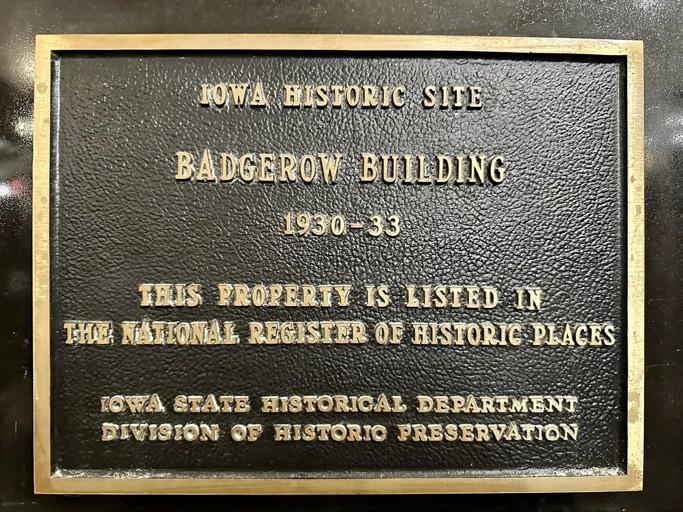 IOWA HISTORIC SITE
BADGEROW BUILDING
1930-33
THIS PROPERTY IS LISTED IN
THE NATIONAL REGISTER OF HISTORIC PLACES
IOWA STATE HISTORICAL DEPARTMENT
DIVISION OF HISTORIC PRESERVATION